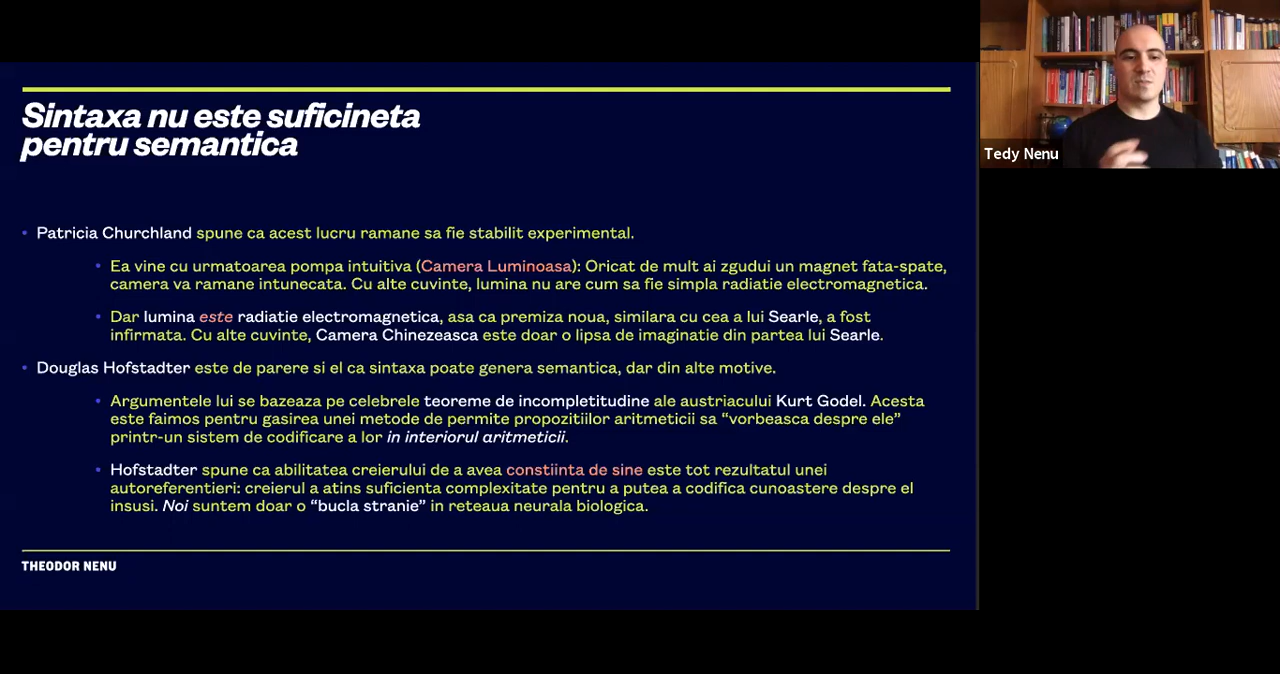 Sintaxa nu este suficineta
pentru semantica
• Patricia Churchland spune ca acest lucru ramane sa fie stabilit experimental.
• Ea vine cu urmatoarea pompa intuitiva (Camera Luminoasa): Oricat de mult ai zgudui un magnet fata-spate,
camera va ramane intunecata. Cu alte cuvinte, lumina nu are cum sa fie simpla radiatie electromagnetica.
• Dar lumina este radiatie electromagnetica, asa ca premiza noua, similara cu cea a lui Searle, a fost
infirmata. Cu alte cuvinte, Camera Chinezeasca este doar o lipsa de imaginatie din partea lui Searle.
• Douglas Hofstadter este de parere si el ca sintaxa poate genera semantica, dar din alte motive.
• Argumentele lui se bazeaza pe celebrele teoreme de incompletitudine ale austriacului Kurt Godel. Acesta
este faimos pentru gasirea unei metode de permite propozitiilor aritmeticii sa “vorbeasca despre ele”
printr-un sistem de codificare a lor in interiorul aritmeticii.
• Hofstadter spune ca abilitatea creierului de a avea constiinta de sine este tot rezultatul unei
autoreferentieri: creierul a atins suficienta complexitate pentru a putea a codifica cunoastere despre el
insusi. Noi suntem doar o “bucla stranie” in reteaua neurala biologica.
THEODOR NENU
Tedy Nenu